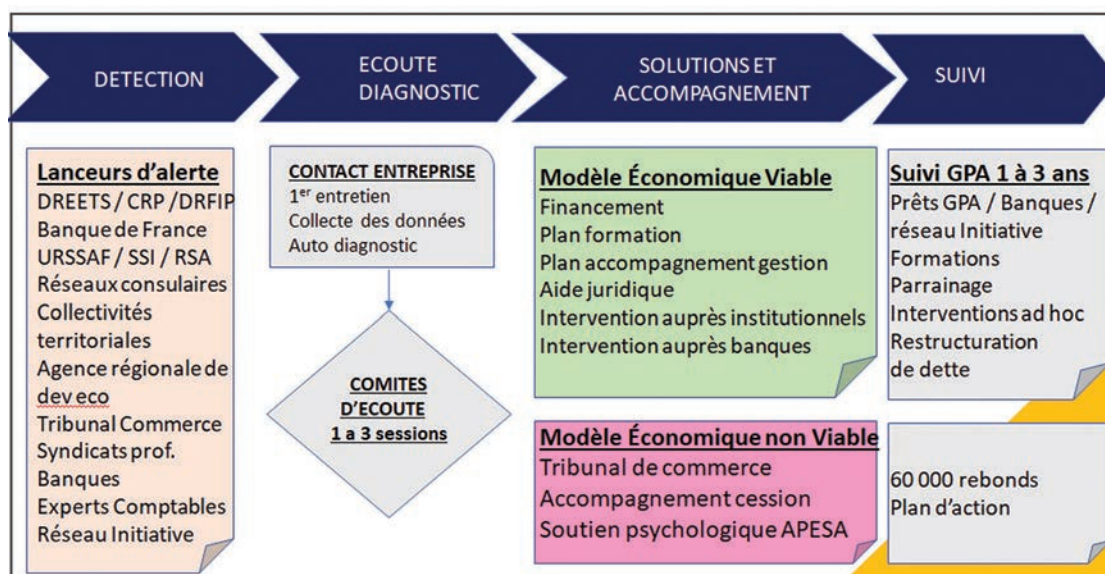 DETECTION
ECOUTE
DIAGNOSTIC
SOLUTIONS ET
ACCOMPAGNEMENT
SUIVI
Lanceurs d’alerte
DREETS / CRP /DRFIP
Banque de France
URSSAF / SSI / RSA
Réseaux consulaires
Collectivités
territoriales
Agence régionale de
dev eco
Tribunal Commerce
Syndicats prof.
Banques
Experts Comptables
Réseau Initiative
CONTACT ENTREPRISE
1er entretien
Collecte des données
Auto diagnostic
COMITES
D’ECOUTE
1 a 3 sessions
Modèle Économique Viable
Financement
Plan formation
Plan accompagnement gestion
Aide juridique
Intervention auprès institutionnels
Intervention auprès banques
Modèle Économique non Viable
Tribunal de commerce
Accompagnement cession
Soutien psychologique APESA
Suivi GPA 1 à 3 ans
Prêts GPA / Banques /
réseau Initiative
Formations
Parrainage
Interventions ad hoc
Restructuration
de dette
60 000 rebonds
Plan d’action